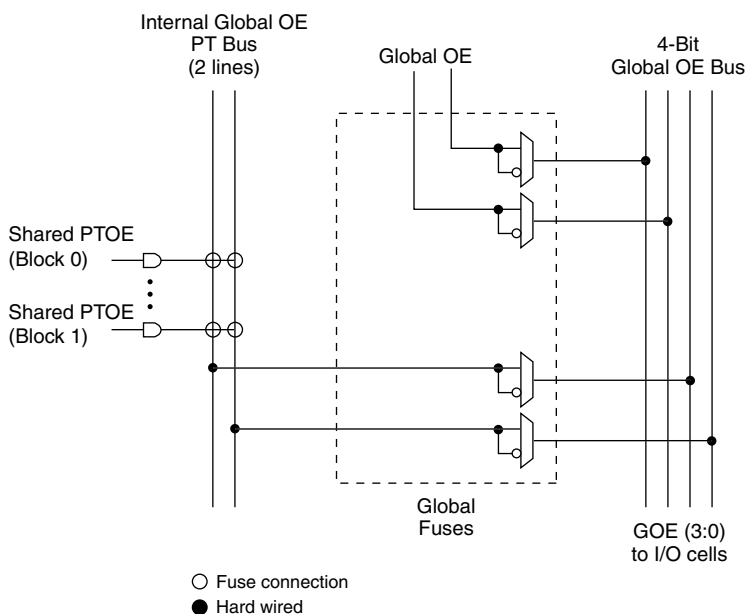 Internal Global OE
PT Bus
(2 lines)
Global OE
4-Bit
Global OE Bus
Shared PTOE
(Block 0)
Shared PTOE
(Block 1)
Global
Fuses
GOE (3:0)
to I/O cells
Fuse connection
Hard wired